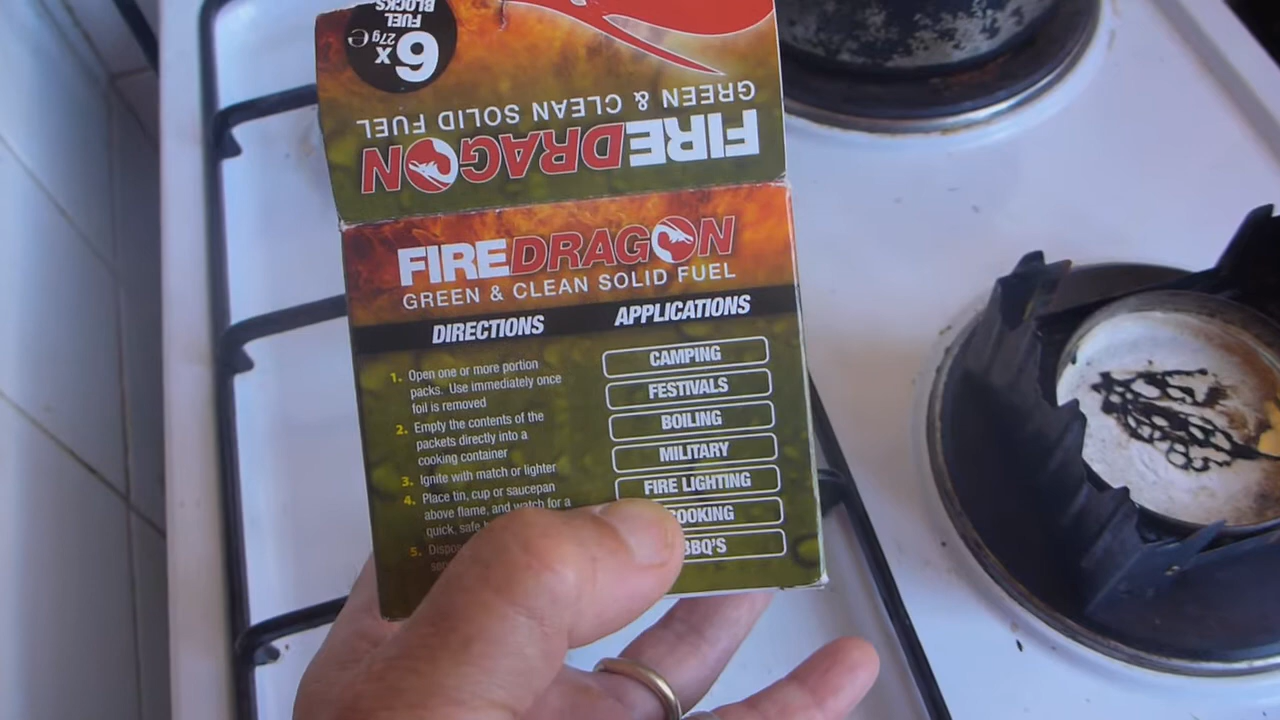 6 x 27g e
FUEL
BLOCKS
GREEN & CLEAN SOLID FUEL
FIREDRAGON
FIREDRAGON
GREEN & CLEAN SOLID FUEL
DIRECTIONS
1. Open one or more portion
packs. Use immediately once
foil is removed
2. Empty the contents of the
packets directly into a
cooking container
3. Ignite with match or lighter
4. Place tin, cup or saucepan
above flame, and watch for a
quick, safe
5.
APPLICATIONS
CAMPING
FESTIVALS
BOILING
MILITARY
FIRE LIGHTING
COOKING
BBQ'S